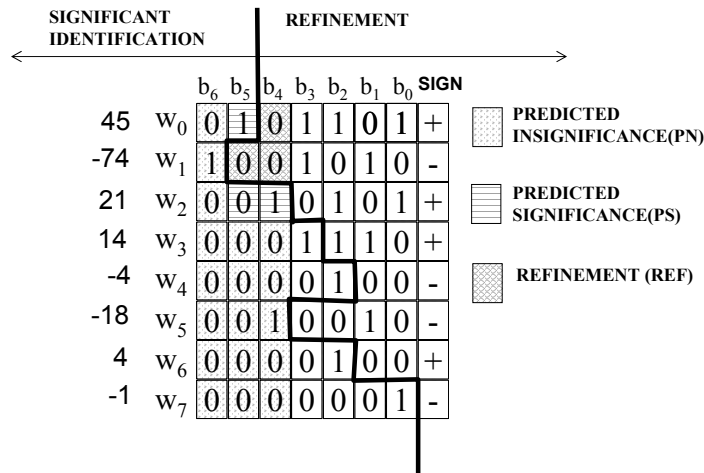 SIGNIFICANT
IDENTIFICATION
REFINEMENT
b6 b5 b4 b3 b2 b1 b0 SIGN
45 w0 0 1 0 1 1 0 1 +
-74 w1 1 0 0 1 0 1 0 -
21 w2 0 0 1 0 1 0 1 +
14 w3 0 0 0 1 1 1 0 +
-4 w4 0 0 0 0 1 0 0 -
-18 w5 0 0 1 0 0 1 0 -
4 w6 0 0 0 0 1 0 0 +
-1 w7 0 0 0 0 0 0 1 -
PREDICTED
INSIGNIFICANCE(PN)
PREDICTED
SIGNIFICANCE(PS)
REFINEMENT (REF)